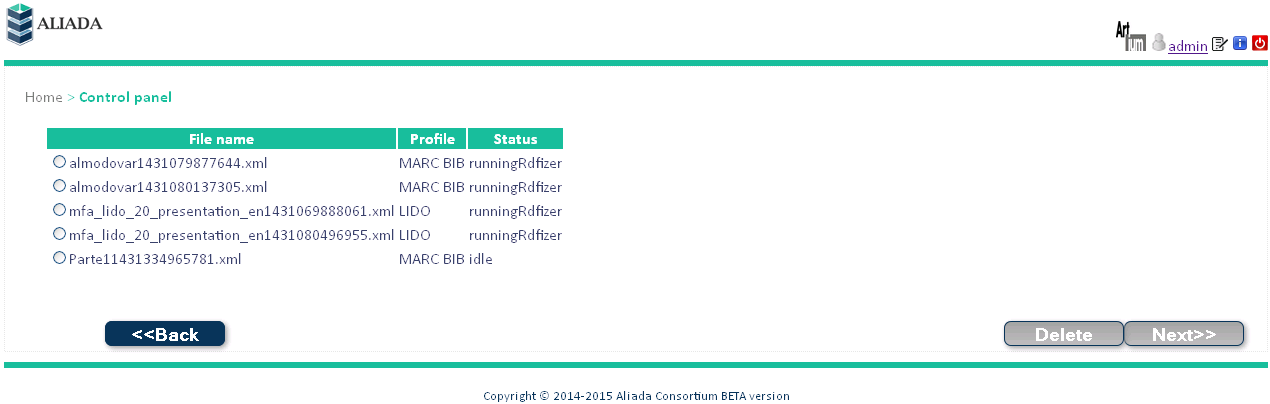 ALIADA
Art
ium
admin
Home > Control panel
File name Profile Status
almodovar1431079877644.xml MARC BIB runningRdfizer
almodovar1431080137305.xml MARC BIB runningRdfizer
mfa_lido_20_presentation_en1431069888061.xml LIDO runningRdfizer
mfa_lido_20_presentation_en1431080496955.xml LIDO runningRdfizer
Parte11431334965781.xml MARC BIB idle
<<Back Delete Next>>
Copyright © 2014-2015 Aliada Consortium BETA version